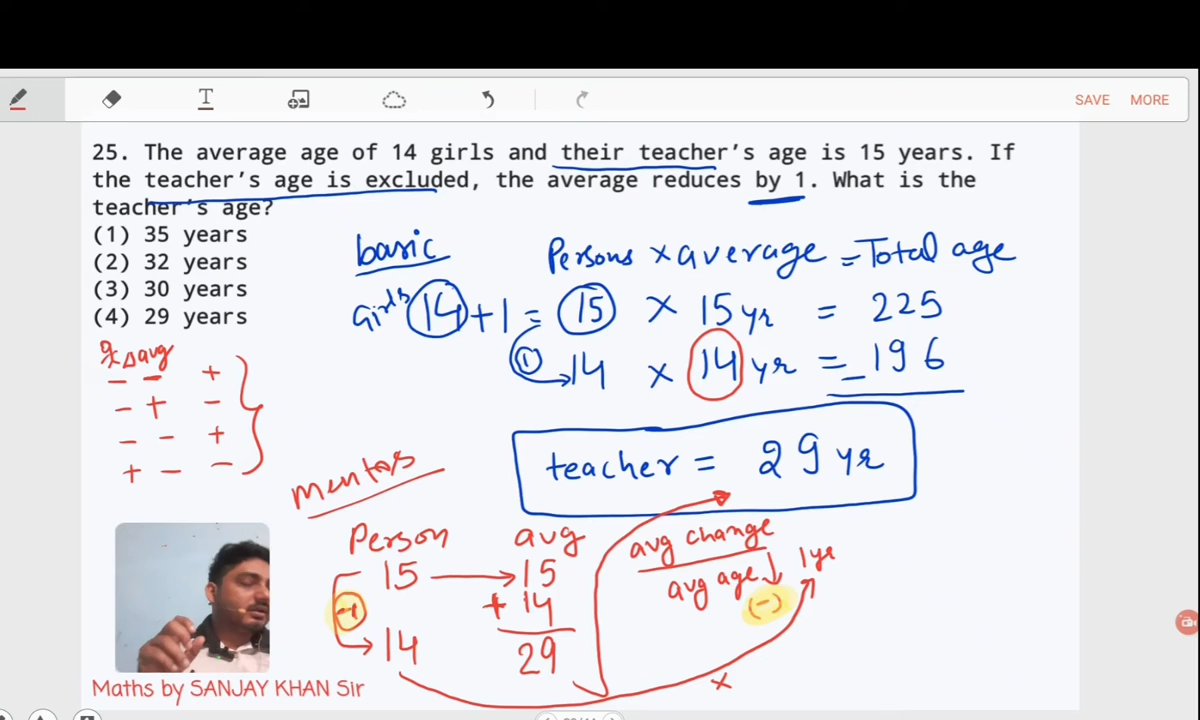 T
SAVE MORE
25. The average age of 14 girls and their teacher's age is 15 years. If
the teacher's age is excluded, the average reduces by 1. What is the
teacher's age?
(1) 35 years
(2) 32 years
(3) 30 years
(4) 29 years
basic
Persons × average = Total age
girls 14 + 1 = 15 × 15 yr = 225
① 14 × 14 yr = - 196
teacher = 29 yr
Δ avg
- - +
- + -
- - +
+ - -
mentas
Person avg
15 → 15
-1 + 14
14 29
avg change
avg age ↓ 1yr
(-)
×
Maths by SANJAY KHAN Sir